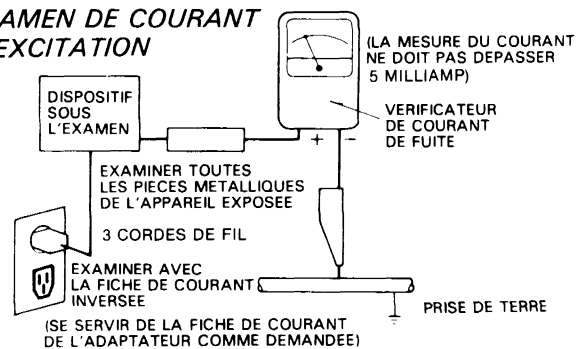 AMEN DE COURANT
EXCITATION
(LA MESURE DU COURANT
NE DOIT PAS DEPASSER
5 MILLIAMP)
DISPOSITIF
SOUS
L'EXAMEN
VERIFICATEUR
DE COURANT
DE FUITE
+ -
EXAMINER TOUTES
LES PIECES METALLIQUES
DE L'APPAREIL EXPOSEE
3 CORDES DE FIL
EXAMINER AVEC
LA FICHE DE COURANT
INVERSEE
PRISE DE TERRE
(SE SERVIR DE LA FICHE DE COURANT
DE L'ADAPTATEUR COMME DEMANDEE)